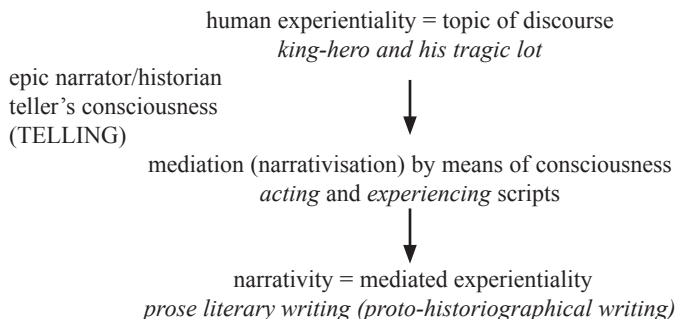 human experientiality = topic of discourse
king-hero and his tragic lot
epic narrator/historian
teller's consciousness
(TELLING)
mediation (narrativisation) by means of consciousness
acting and experiencing scripts
narrativity = mediated experientiality
prose literary writing (proto-historiographical writing)